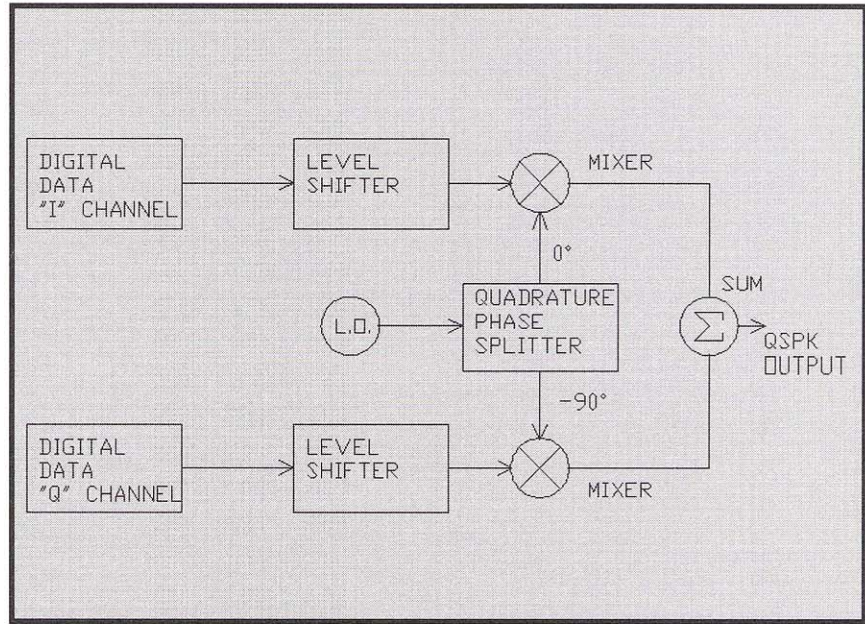 DIGITAL
DATA
"I" CHANNEL
LEVEL
SHIFTER
MIXER
0°
L.O.
QUADRATURE
PHASE
SPLITTER
SUM
Σ
QSPK
OUTPUT
-90°
DIGITAL
DATA
"Q" CHANNEL
LEVEL
SHIFTER
MIXER